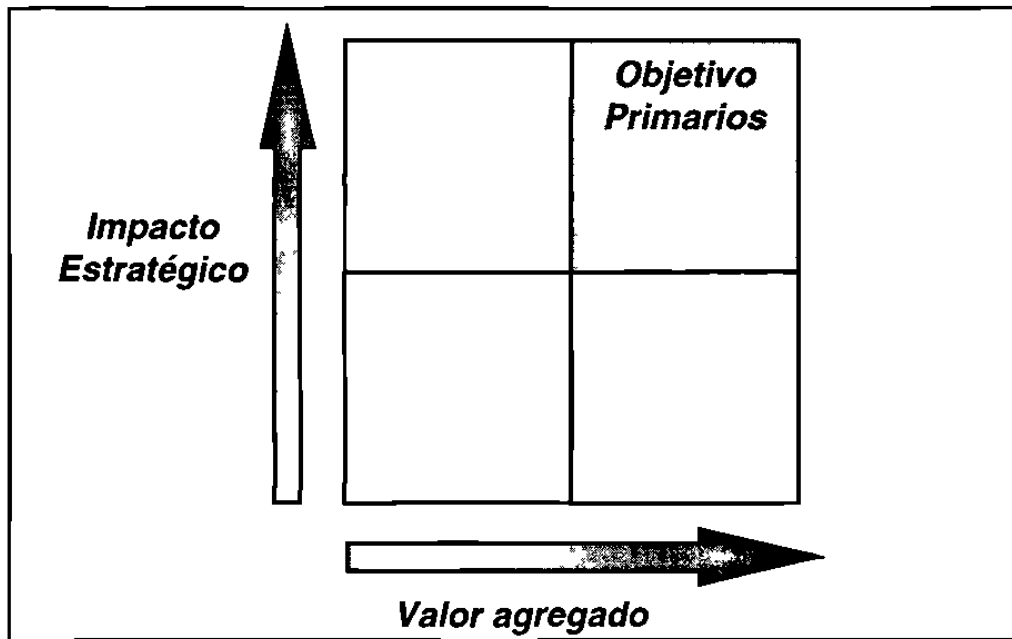 Objetivo
Primarios
Impacto
Estratégico
Valor agregado